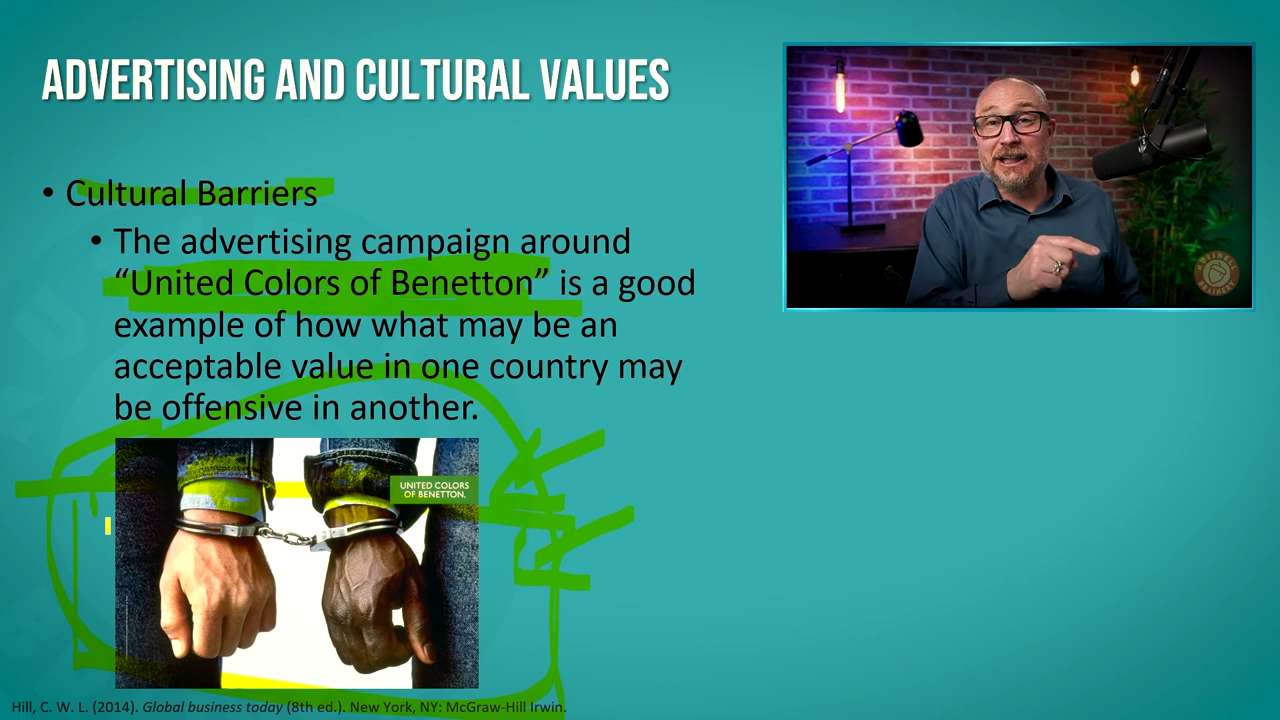 ADVERTISING AND CULTURAL VALUES
• Cultural Barriers
• The advertising campaign around
“United Colors of Benetton” is a good
example of how what may be an
acceptable value in one country may
be offensive in another.
UNITED COLORS
OF BENETTON.
Hill, C. W. L. (2014). Global business today (8th ed.). New York, NY: McGraw-Hill Irwin.